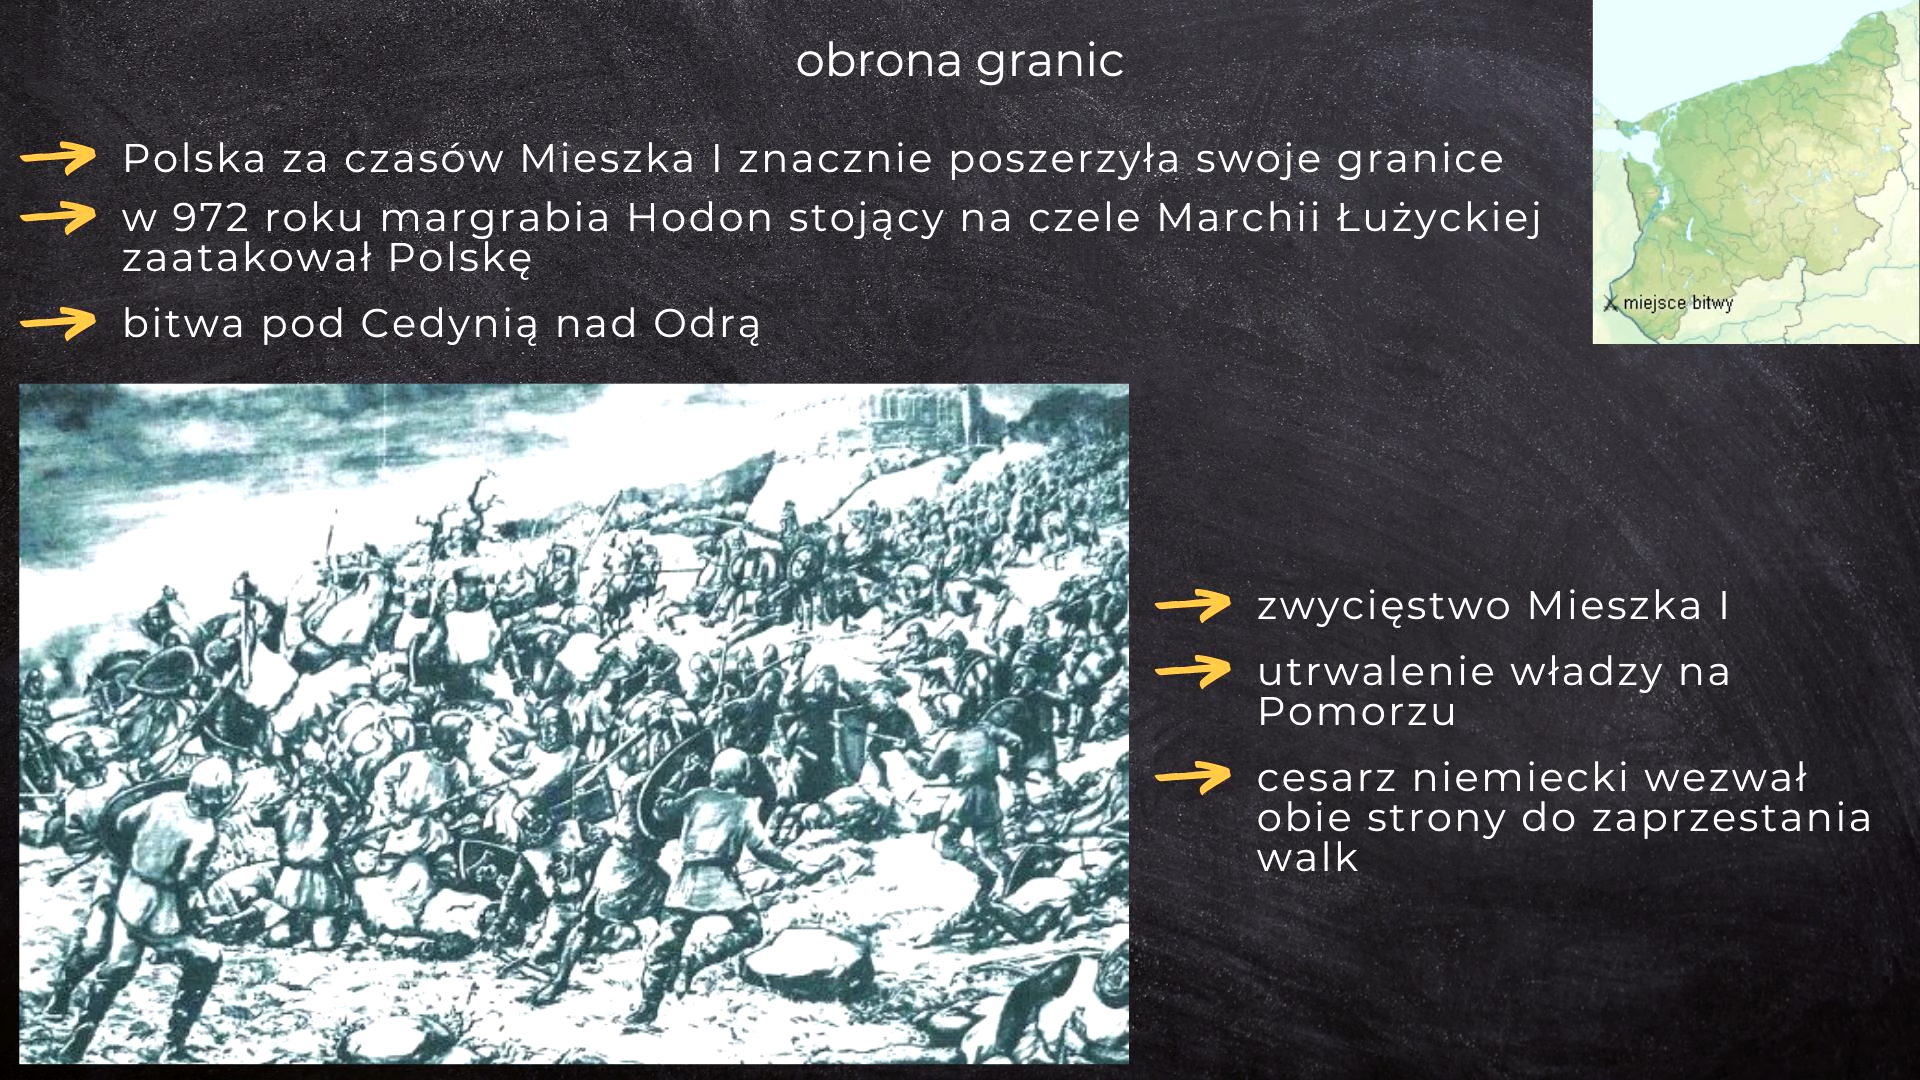 obrona granic
Polska za czasów Mieszka I znacznie poszerzyła swoje granice
w 972 roku margrabia Hodon stojący na czele Marchii Łużyckiej
zaatakował Polskę
bitwa pod Cedynią nad Odrą
miejsce bitwy
zwycięstwo Mieszka I
utrwalenie władzy na
Pomorzu
cesarz niemiecki wezwał
obie strony do zaprzestania
walk